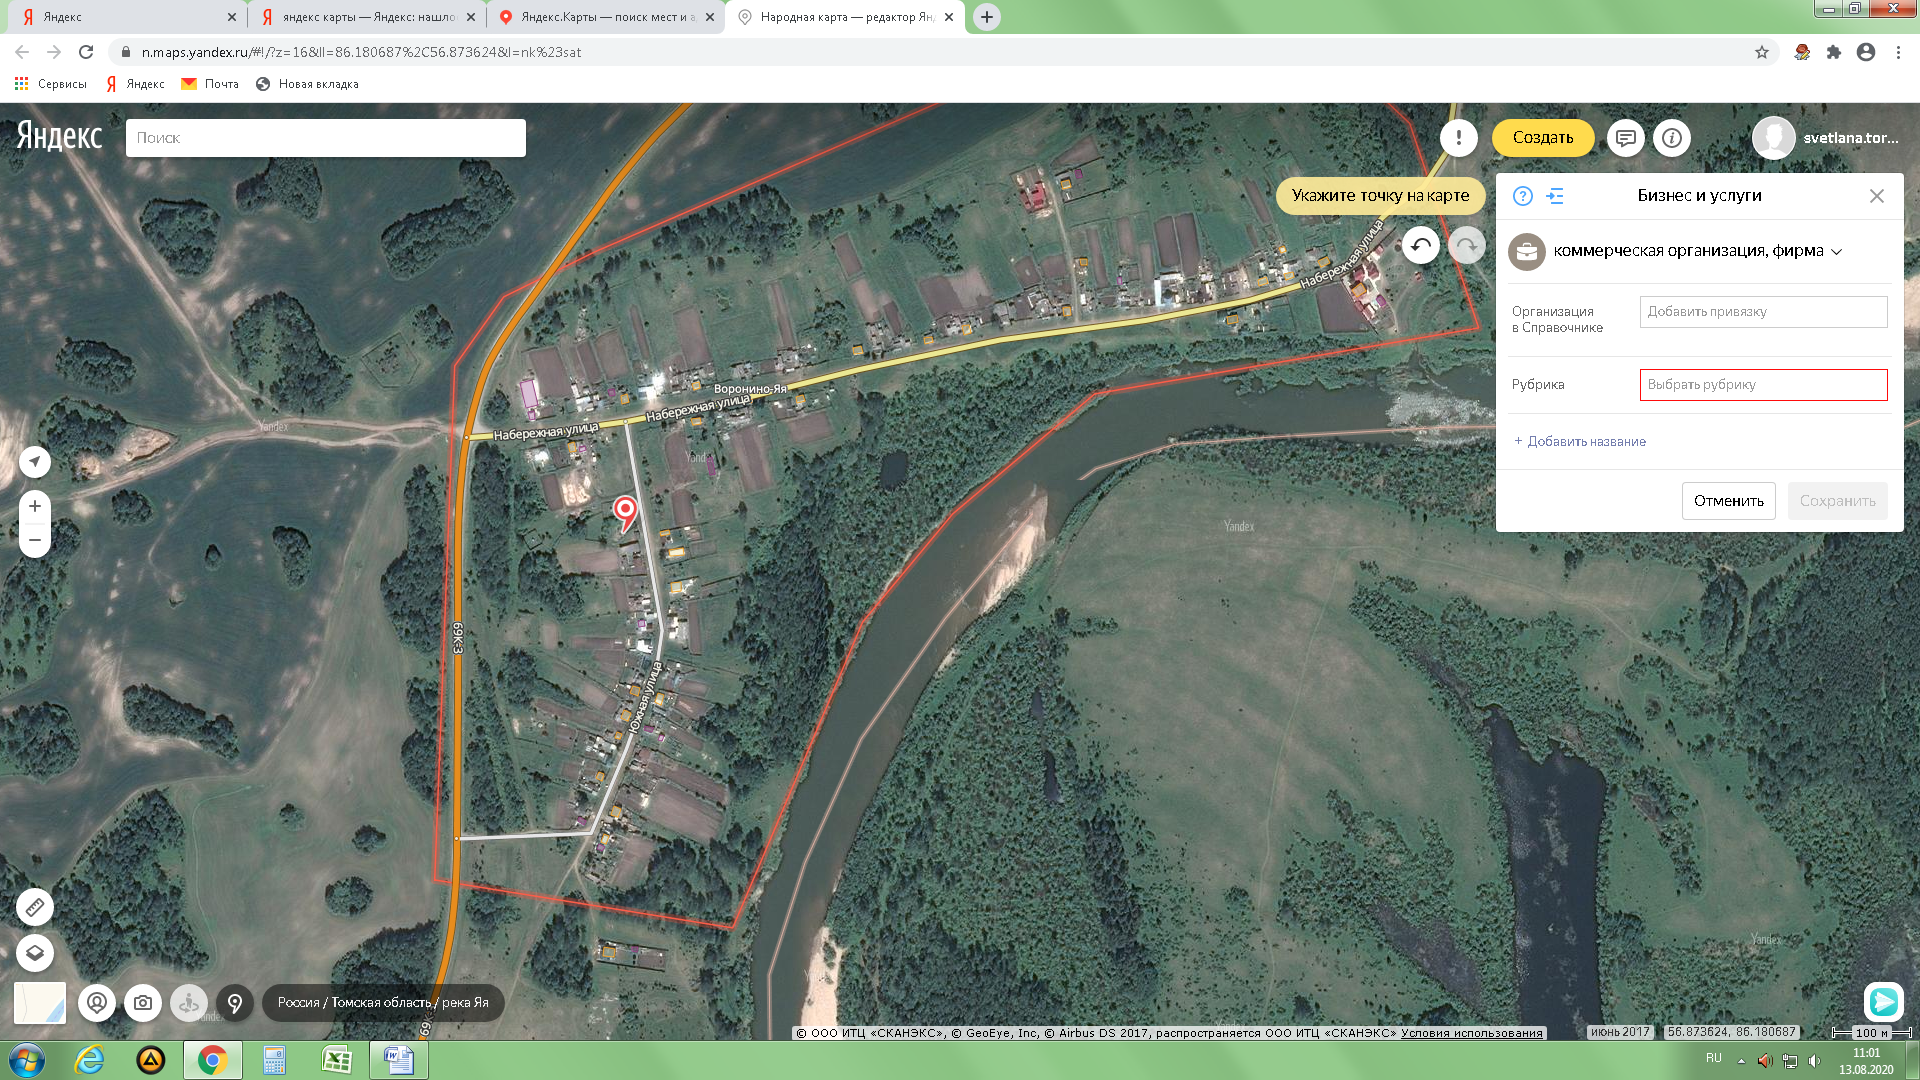 Яндекс
яндекс карты — Яндекс: нашло
Яндекс.Карты — поиск мест и а
Народная карта — редактор Ян
n.maps.yandex.ru/#!/?z=16&ll=86.180687%2C56.873624&l=nk%23sat
Сервисы
Яндекс
Почта
Новая вкладка
Яндекс
Поиск
Создать
svetlana.tor...
Укажите точку на карте
Бизнес и услуги
коммерческая организация, фирма
Организация
в Справочнике
Добавить привязку
Рубрика
Выбрать рубрику
+ Добавить название
Отменить
Сохранить
Набережная улица
Воронино-Яя
Набережная улица
Набережная улица
Yandex
Yand
Yandex
69К-3
Южная улица
Yandex
Россия / Томская область / река Яя
69К
© ООО ИТЦ «СКАНЭКС», © GeoEye, Inc, © Airbus DS 2017, распространяется ООО ИТЦ «СКАНЭКС» Условия использования
июнь 2017
56.873624, 86.180687
100 м
RU
11:01
13.08.2020